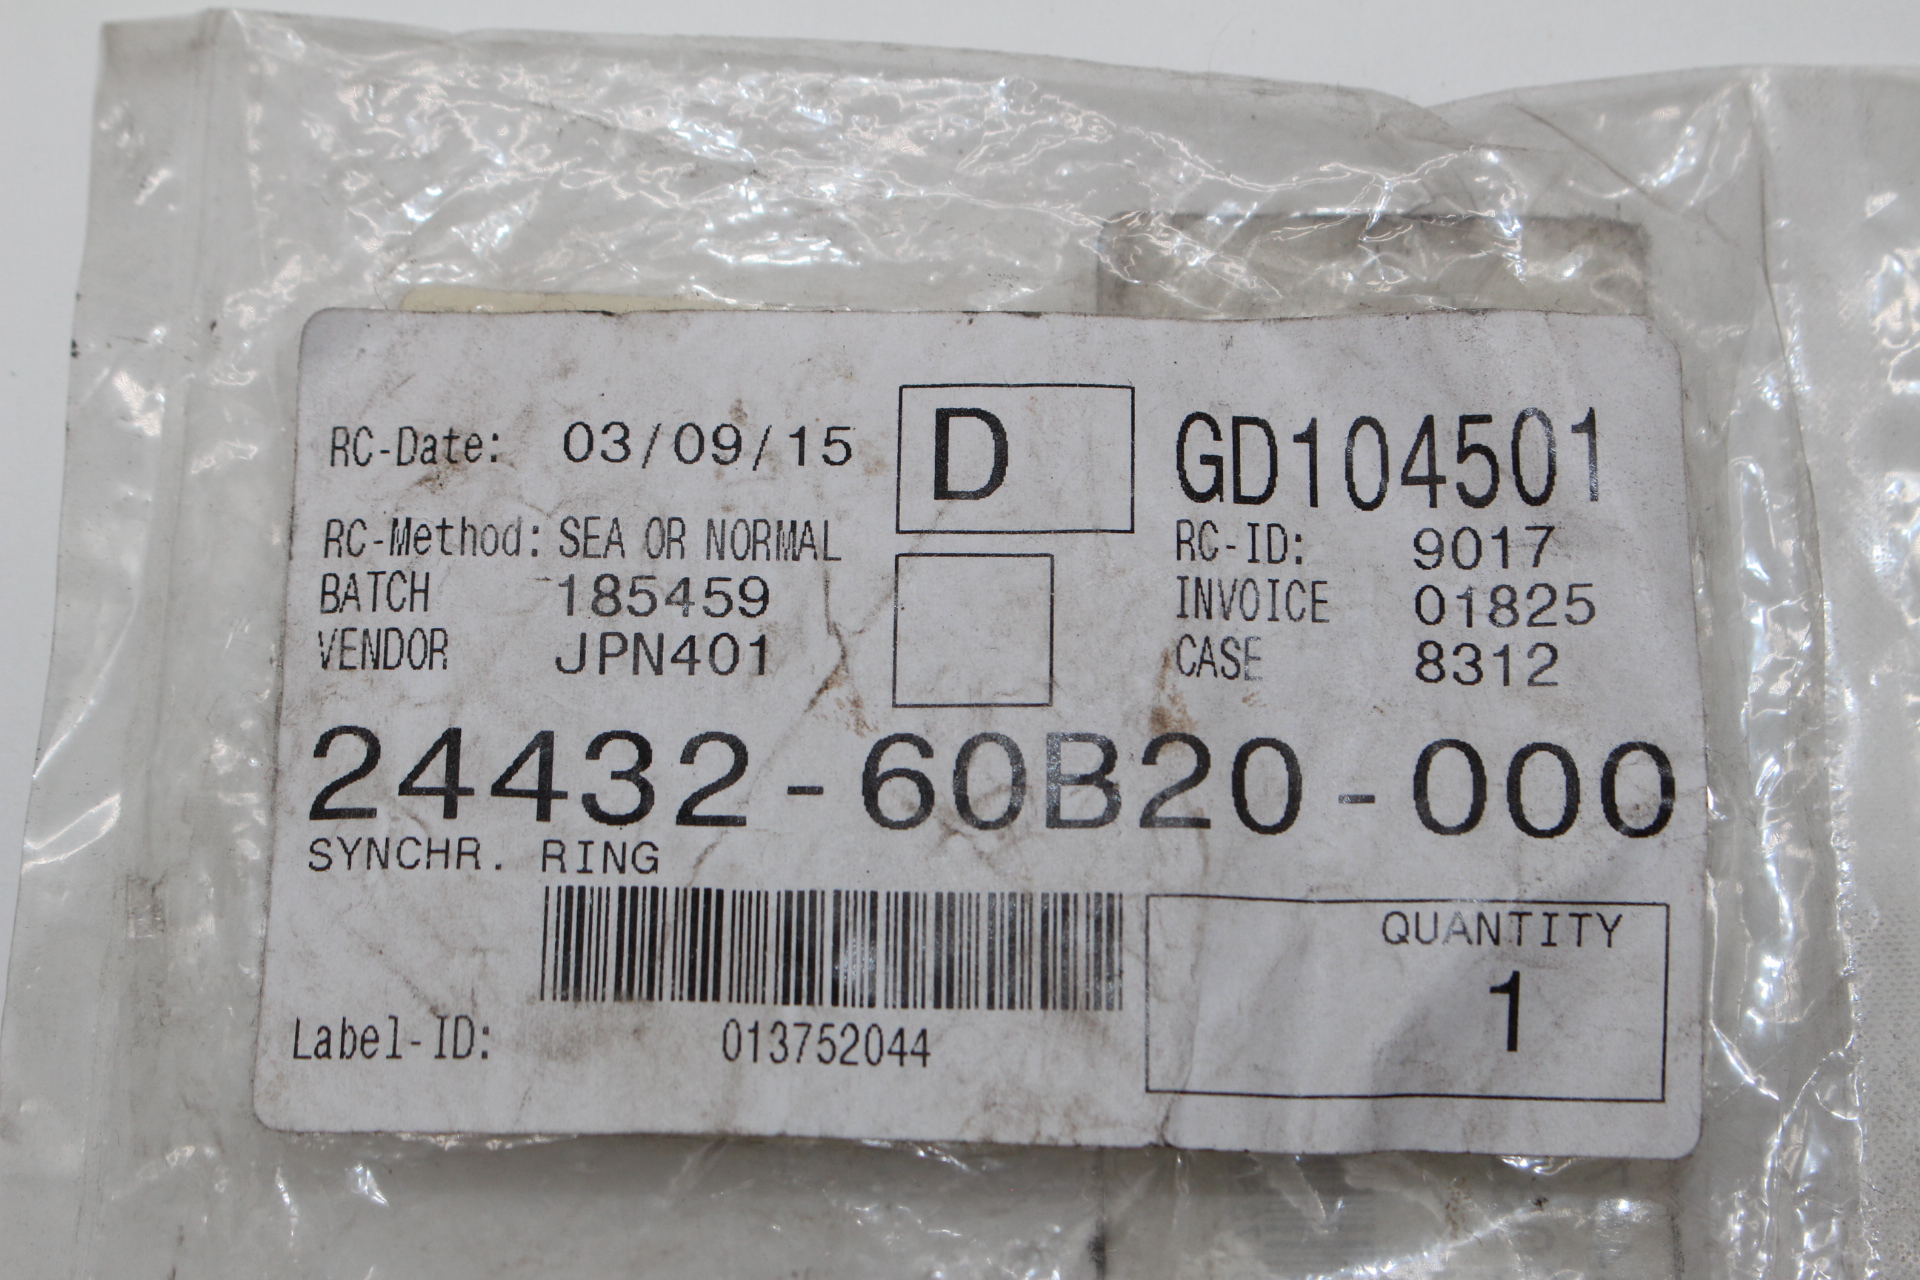 RC-Date: 03/09/15 D GD104501
RC-Method: SEA OR NORMAL RC-ID: 9017
BATCH 185459 INVOICE 01825
VENDOR JPN401 CASE 8312
24432-60B20-000
SYNCHR. RING
QUANTITY
1
Label-ID: 013752044